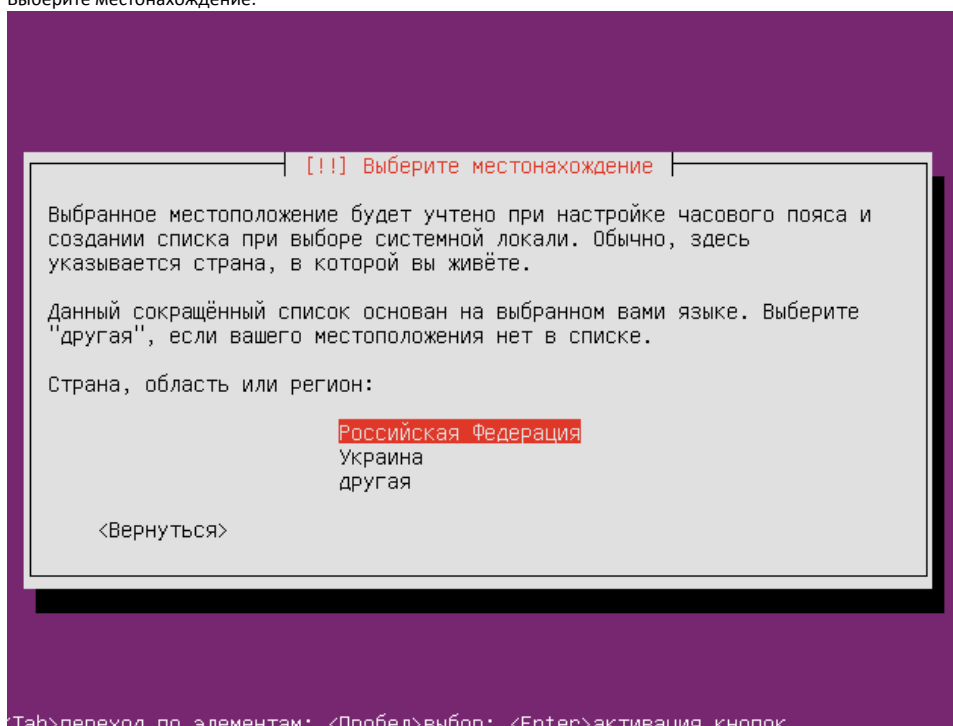 Выберите местонахождение:
[!!] Выберите местонахождение
Выбранное местоположение будет учтено при настройке часового пояса и
создании списка при выборе системной локали. Обычно, здесь
указывается страна, в которой вы живёте.
Данный сокращённый список основан на выбранном вами языке. Выберите
"другая", если вашего местоположения нет в списке.
Страна, область или регион:
Российская Федерация
Украина
другая
<Вернуться>
<Tab>переход по элементам; <Пробел>выбор; <Enter>активация кнопок